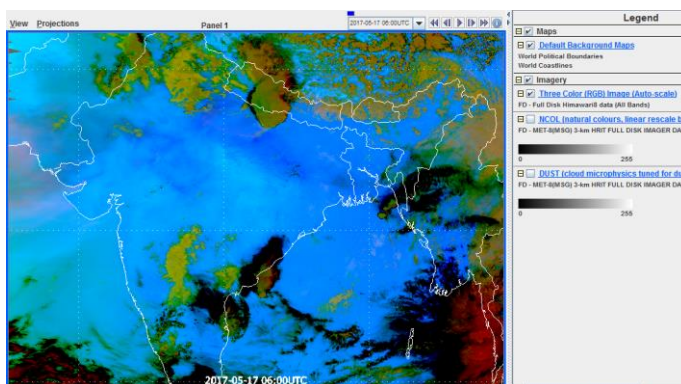 View Projections
Panel 1
2017-05-17 06:00UTC
Legend
Maps
Default Background Maps
World Political Boundaries
World Coastlines
Imagery
Three Color (RGB) Image (Auto-scale)
FD - Full Disk Himawari8 data (All Bands)
NCOL (natural colours, linear rescale b
FD - MET-8(MSG) 3-km HRIT FULL DISK IMAGER DA
0 255
DUST (cloud microphysics tuned for du
FD - MET-8(MSG) 3-km HRIT FULL DISK IMAGER DA
0 255
2017-05-17 06:00UTC